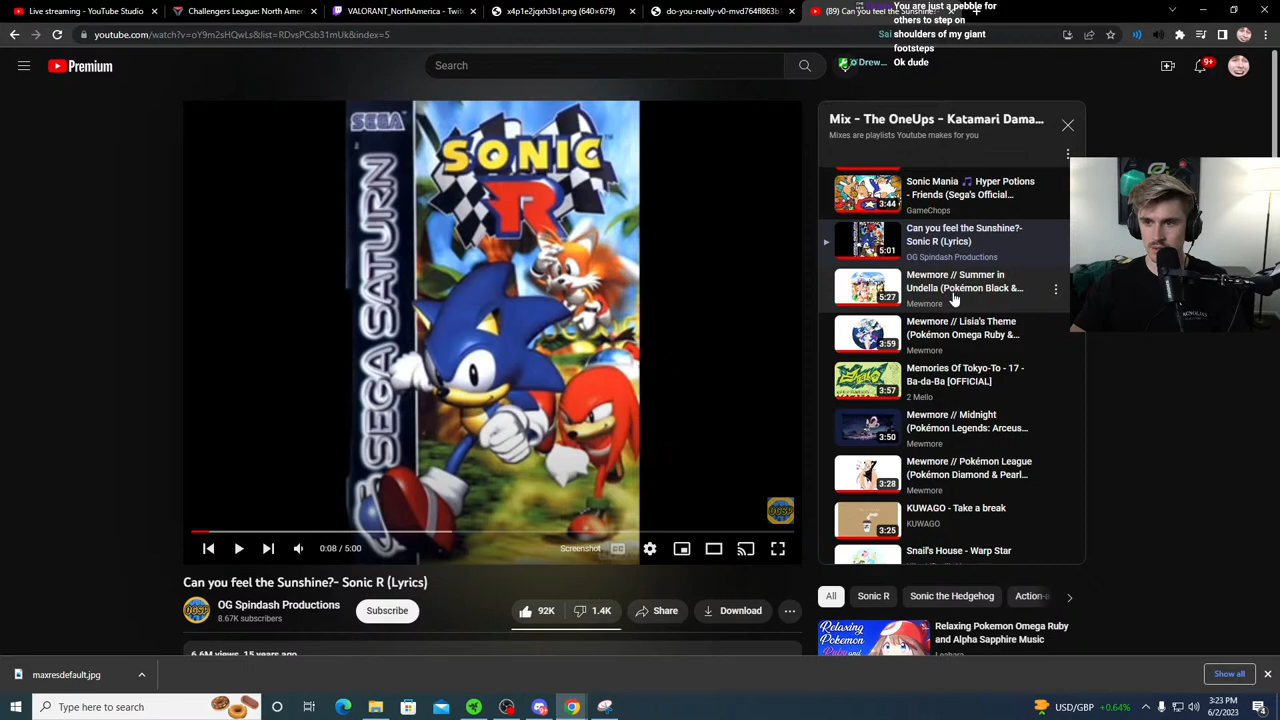 Live streaming - YouTube Studio
Challengers League: North Ame
VALORANT_NorthAmerica - Twitc
x4p1e2jqxh3b1.png (640×679)
do-you-really-v0-mvd764fl863b1
(89) Can you feel the Sunshine?
You are just a pebble for
others to step on
shoulders of my giant
footsteps
Ok dude
Sai
Drew...
youtube.com/watch?v=oY9m2sHQwLs&list=RDvsPCsb31mUk&index=5
Premium
Search
9+
SEGA
SONIC
R
SEGA SATURN
0:08 / 5:00
Screenshot
CC
Can you feel the Sunshine?- Sonic R (Lyrics)
OG Spindash Productions
8.67K subscribers
Subscribe
92K
1.4K
Share
Download
6.6M views 15 years ago
Mix - The OneUps - Katamari Dama...
Mixes are playlists Youtube makes for you
3:44
Sonic Mania 🎵 Hyper Potions
- Friends (Sega's Official...
GameChops
5:01
Can you feel the Sunshine?-
Sonic R (Lyrics)
OG Spindash Productions
5:27
Mewmore // Summer in
Undella (Pokémon Black &...
Mewmore
3:59
Mewmore // Lisia's Theme
(Pokémon Omega Ruby &...
Mewmore
3:57
Memories Of Tokyo-To - 17 -
Ba-da-Ba [OFFICIAL]
2 Mello
3:50
Mewmore // Midnight
(Pokémon Legends: Arceus...
Mewmore
3:28
Mewmore // Pokémon League
(Pokémon Diamond & Pearl...
Mewmore
3:25
KUWAGO - Take a break
KUWAGO
Snail's House - Warp Star
All
Sonic R
Sonic the Hedgehog
Action-a
Relaxing
Pokemon
Ruby and
Relaxing Pokemon Omega Ruby
and Alpha Sapphire Music
maxresdefault.jpg
Show all
Type here to search
USD/GBP +0.64%
3:23 PM
6/2/2023